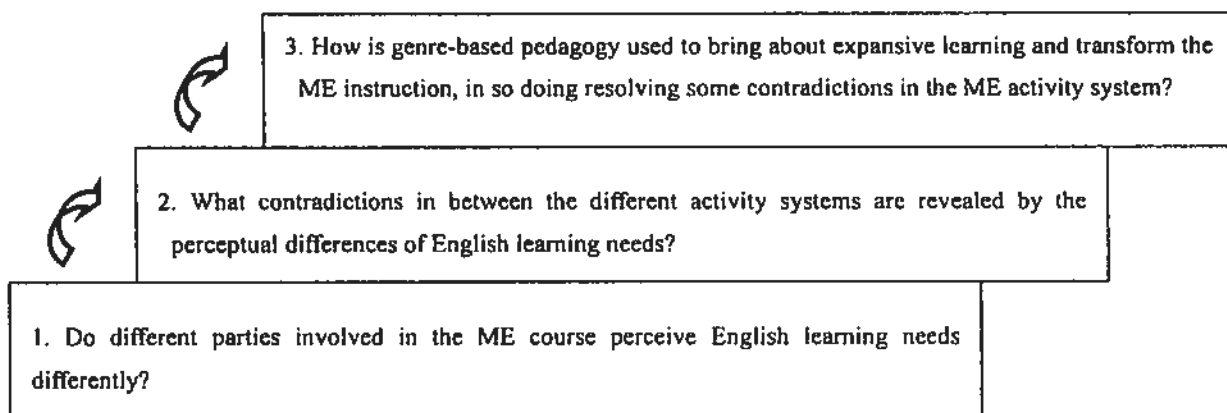 3. How is genre-based pedagogy used to bring about expansive learning and transform the
ME instruction, in so doing resolving some contradictions in the ME activity system?
2. What contradictions in between the different activity systems are revealed by the
perceptual differences of English learning needs?
1. Do different parties involved in the ME course perceive English learning needs
differently?